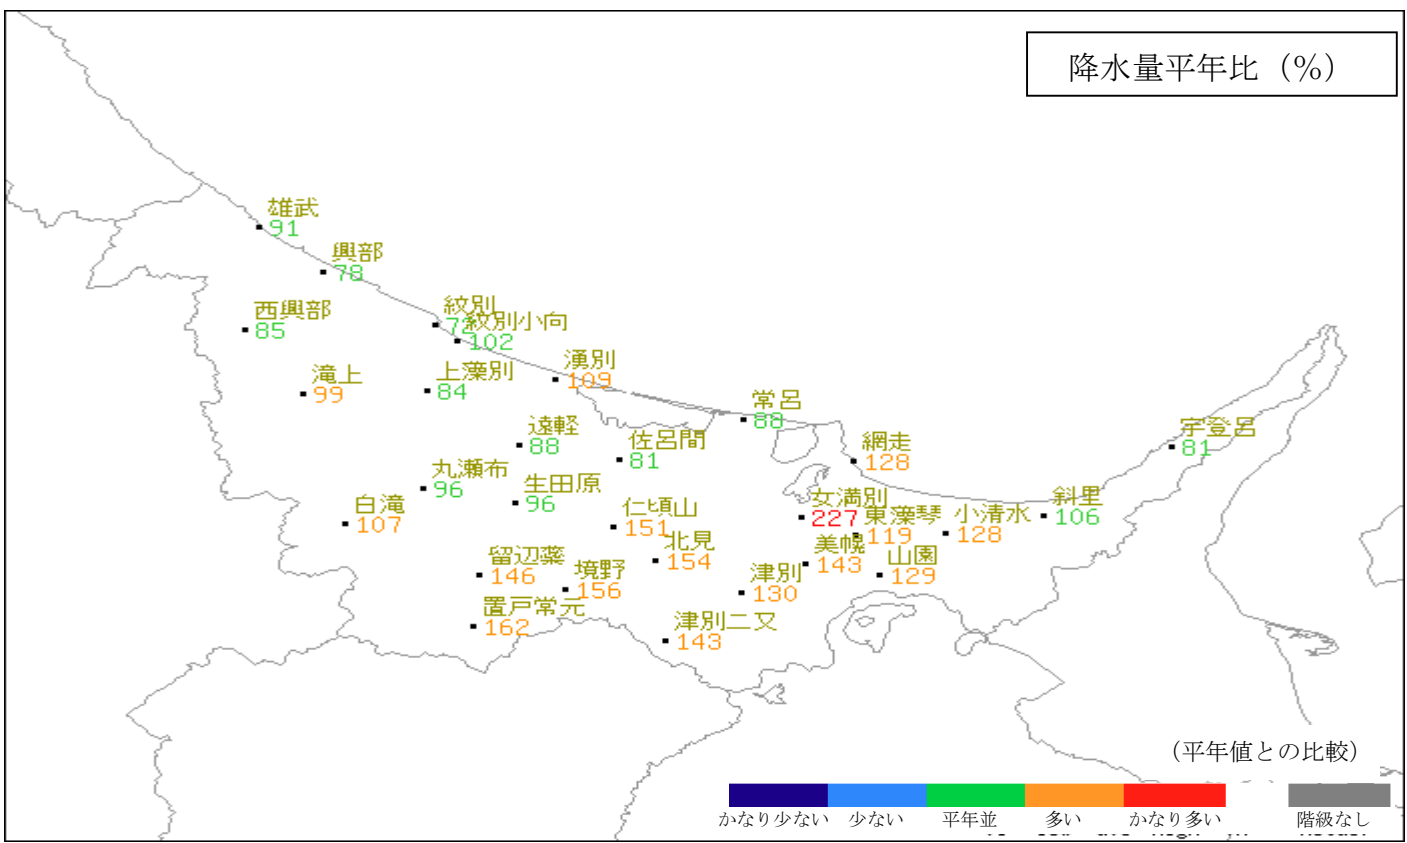 降水量平年比（％）
雄武
91
興部
78
西興部
85
紋別
72
紋別小向
102
湧別
109
滝上
99
上藻別
84
常呂
88
遠軽
88
佐呂間
81
網走
128
宇登呂
81
丸瀬布
96
生田原
96
白滝
107
仁頃山
151
女満別
227
東藻琴
119
小清水
128
斜里
106
北見
154
美幌
143
山園
129
留辺蘂
146
境野
156
津別
130
置戸常元
162
津別二又
143
（平年値との比較）
かなり少ない 少ない 平年並 多い かなり多い 階級なし